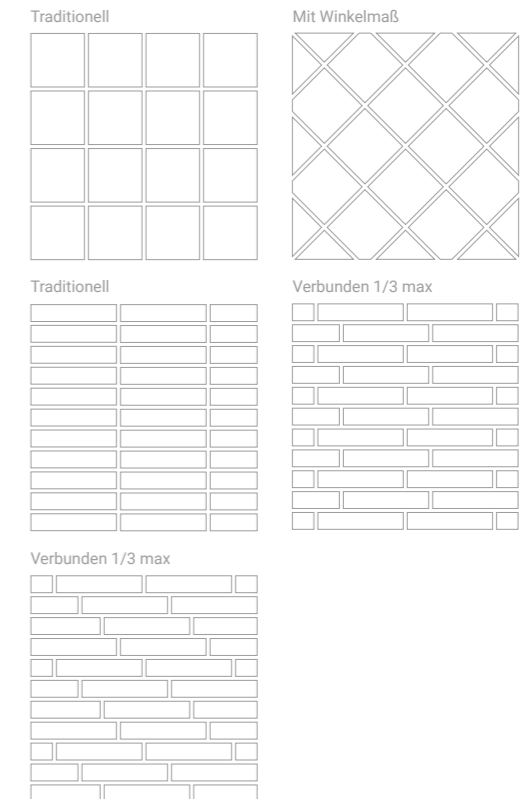 Traditionell
Mit Winkelmaß
Traditionell
Verbunden 1/3 max
Verbunden 1/3 max